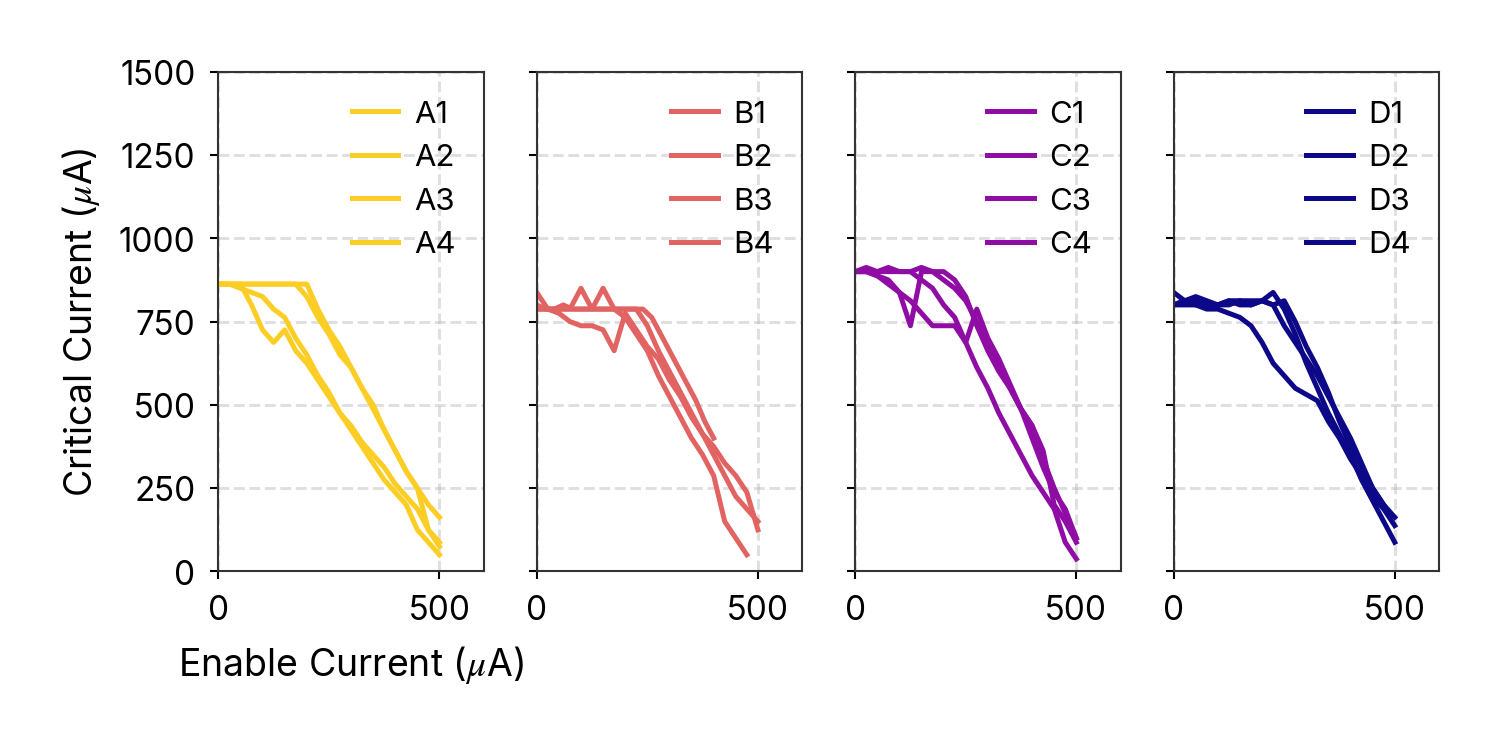 Critical Current (μA)
1500
1250
1000
750
500
250
0
A1
A2
A3
A4
0 500
B1
B2
B3
B4
0 500
C1
C2
C3
C4
0 500
D1
D2
D3
D4
0 500
Enable Current (μA)